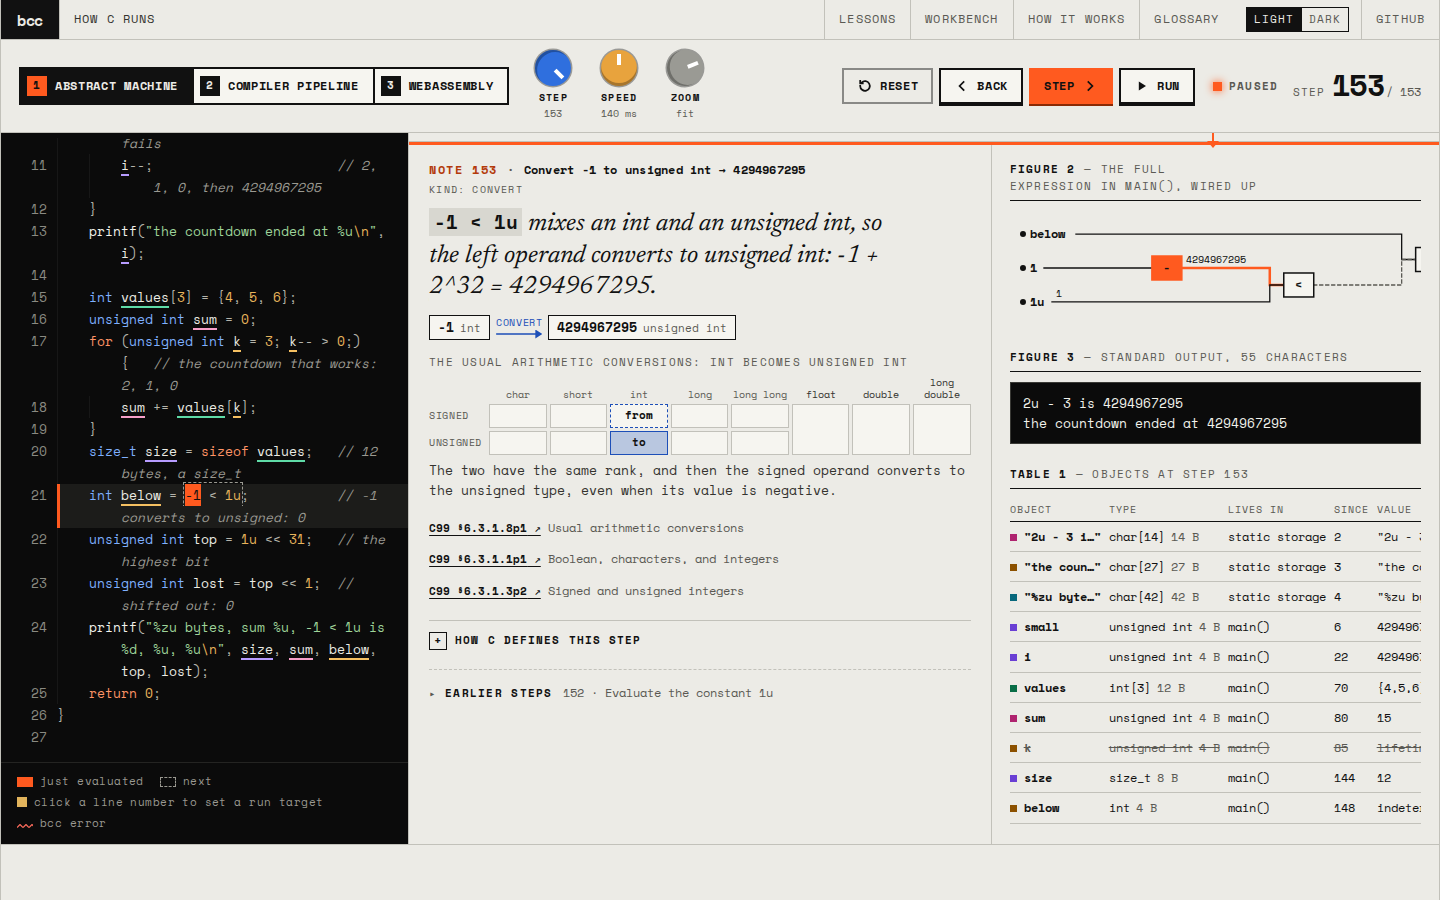 bcc HOW C RUNS LESSONS WORKBENCH HOW IT WORKS GLOSSARY LIGHT DARK GITHUB
1 ABSTRACT MACHINE 2 COMPILER PIPELINE 3 WEBASSEMBLY
STEP SPEED ZOOM
153 140 ms fit
RESET BACK STEP RUN PAUSED STEP 153 / 153
fails
11 i--; // 2,
1, 0, then 4294967295
12 }
13 printf("the countdown ended at %u\n",
i);
14
15 int values[3] = {4, 5, 6};
16 unsigned int sum = 0;
17 for (unsigned int k = 3; k-- > 0;)
{ // the countdown that works:
2, 1, 0
18 sum += values[k];
19 }
20 size_t size = sizeof values; // 12
bytes, a size_t
21 int below = -1 < 1u; // -1
converts to unsigned: 0
22 unsigned int top = 1u << 31; // the
highest bit
23 unsigned int lost = top << 1; //
shifted out: 0
24 printf("%zu bytes, sum %u, -1 < 1u is
%d, %u, %u\n", size, sum, below,
top, lost);
25 return 0;
26 }
27
just evaluated next
click a line number to set a run target
bcc error
NOTE 153 · Convert -1 to unsigned int → 4294967295
KIND: CONVERT
-1 < 1u mixes an int and an unsigned int, so
the left operand converts to unsigned int: -1 +
2^32 = 4294967295.
-1 int CONVERT 4294967295 unsigned int
THE USUAL ARITHMETIC CONVERSIONS: INT BECOMES UNSIGNED INT
char short int long long long float double long double
SIGNED from
UNSIGNED to
The two have the same rank, and then the signed operand converts to
the unsigned type, even when its value is negative.
C99 §6.3.1.8p1 ↗ Usual arithmetic conversions
C99 §6.3.1.1p1 ↗ Boolean, characters, and integers
C99 §6.3.1.3p2 ↗ Signed and unsigned integers
+ HOW C DEFINES THIS STEP
▸ EARLIER STEPS 152 · Evaluate the constant 1u
FIGURE 2 — THE FULL
EXPRESSION IN MAIN(), WIRED UP
below
1 - 4294967295
1u 1 <
FIGURE 3 — STANDARD OUTPUT, 55 CHARACTERS
2u - 3 is 4294967295
the countdown ended at 4294967295
TABLE 1 — OBJECTS AT STEP 153
OBJECT TYPE LIVES IN SINCE VALUE
"2u - 3 i…" char[14] 14 B static storage 2 "2u - 3
"the coun…" char[27] 27 B static storage 3 "the co
"%zu byte…" char[42] 42 B static storage 4 "%zu by
small unsigned int 4 B main() 6 429496
i unsigned int 4 B main() 22 429496
values int[3] 12 B main() 70 {4,5,6
sum unsigned int 4 B main() 80 15
k unsigned int 4 B main() 85 lifeti
size size_t 8 B main() 144 12
below int 4 B main() 148 indete